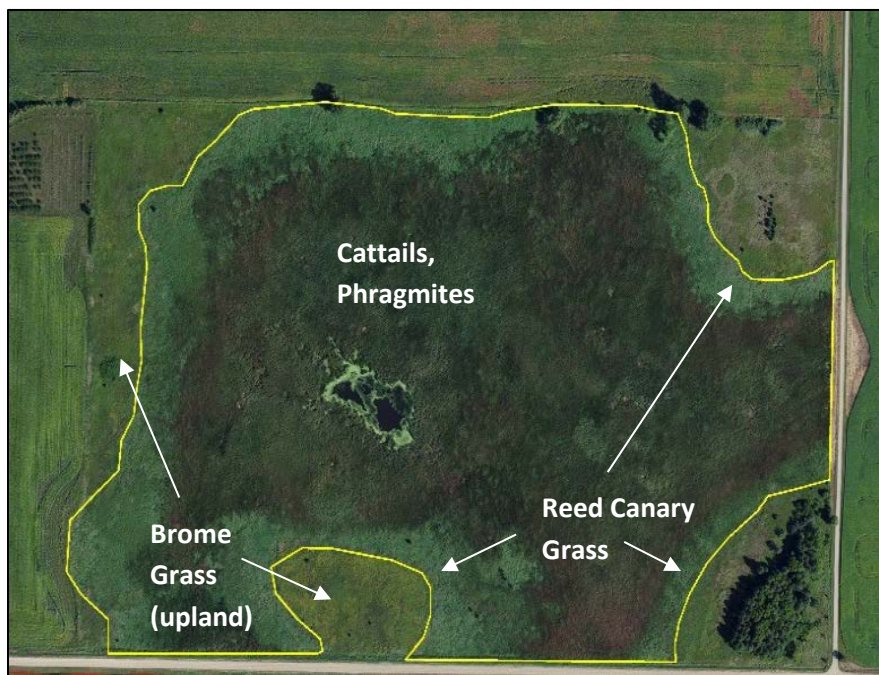 Cattails,
Phragmites
Reed Canary
Grass
Brome
Grass
(upland)